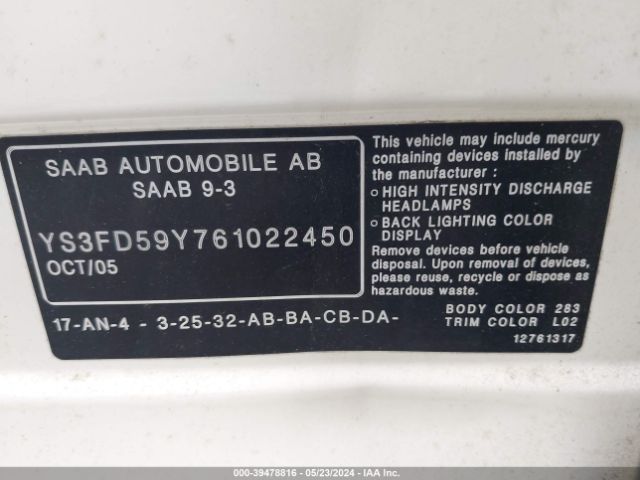 SAAB AUTOMOBILE AB
SAAB 9-3
YS3FD59Y761022450
OCT/05
17-AN-4 - 3-25-32-AB-BA-CB-DA-
This vehicle may include mercury
containing devices installed by
the manufacturer :
o HIGH INTENSITY DISCHARGE
HEADLAMPS
o BACK LIGHTING COLOR
DISPLAY
Remove devices before vehicle
disposal. Upon removal of devices,
please reuse, recycle or dispose as
hazardous waste.
BODY COLOR 283
TRIM COLOR L02
12761317
000-39478816 - 05/23/2024 - IAA Inc.